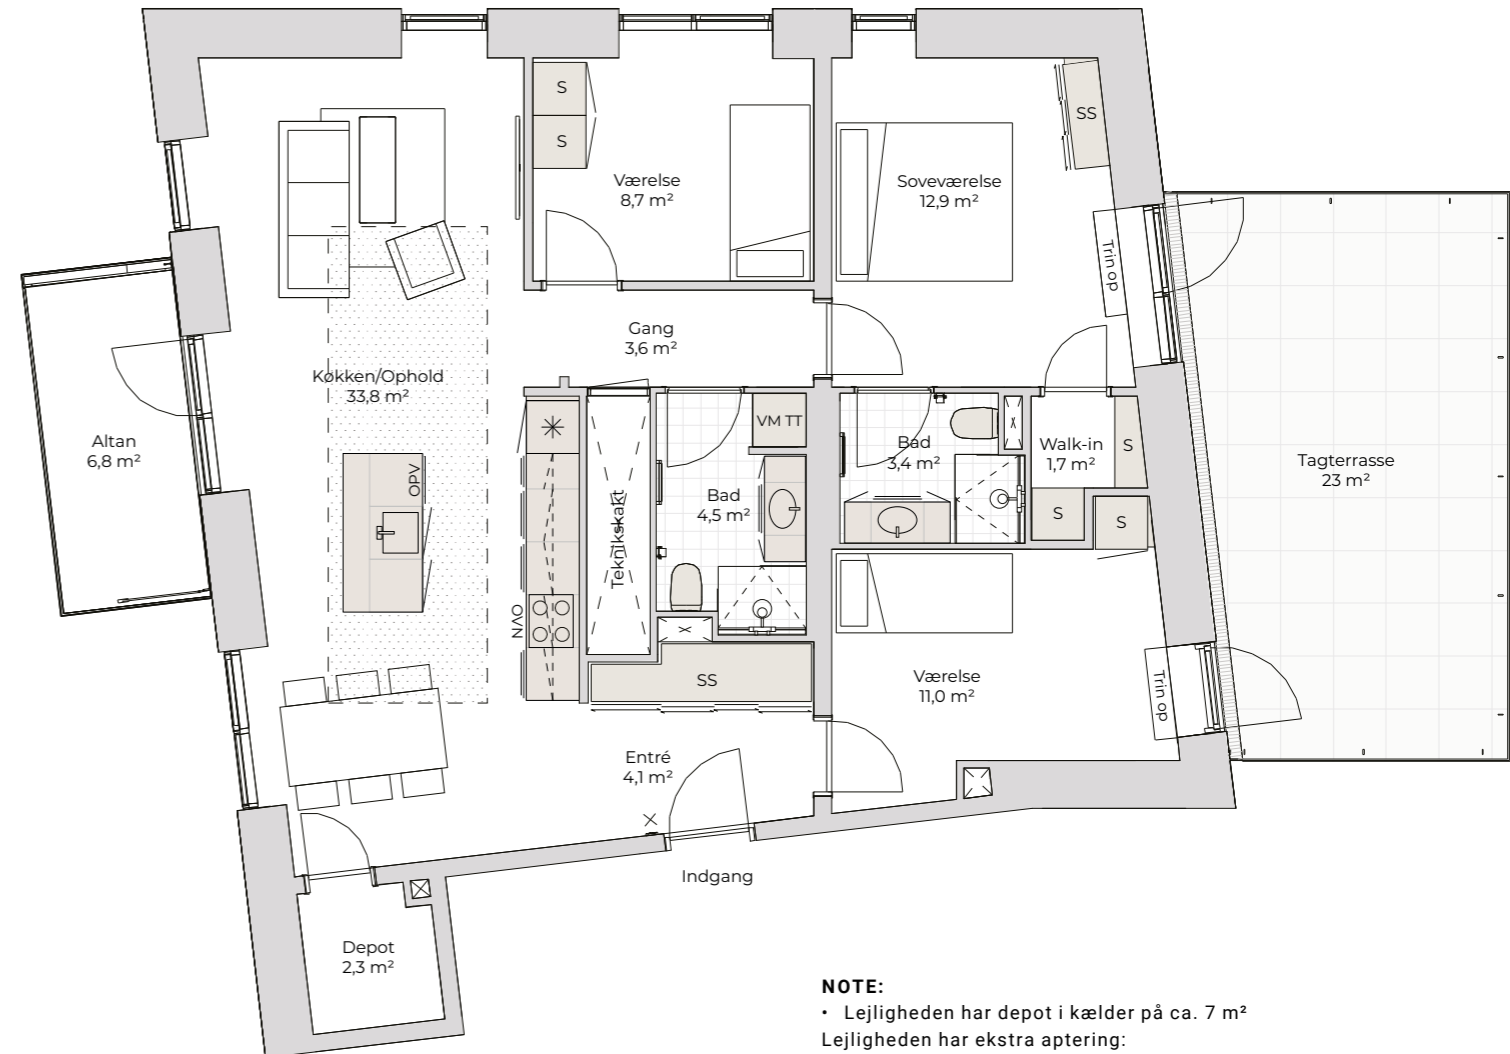 S
S
Værelse
8,7 m²
Soveværelse
12,9 m²
SS
Trin op
Gang
3,6 m²
Køkken/Ophold
33,8 m²
Altan
6,8 m²
OPV
VM TT
Bad
4,5 m²
Teknikskakt
Bad
3,4 m²
Walk-in
1,7 m²
S
S
S
Tagterrasse
23 m²
OVN
SS
Værelse
11,0 m²
Trin op
Entré
4,1 m²
Indgang
Depot
2,3 m²
NOTE:
• Lejligheden har depot i kælder på ca. 7 m²
Lejligheden har ekstra aptering: